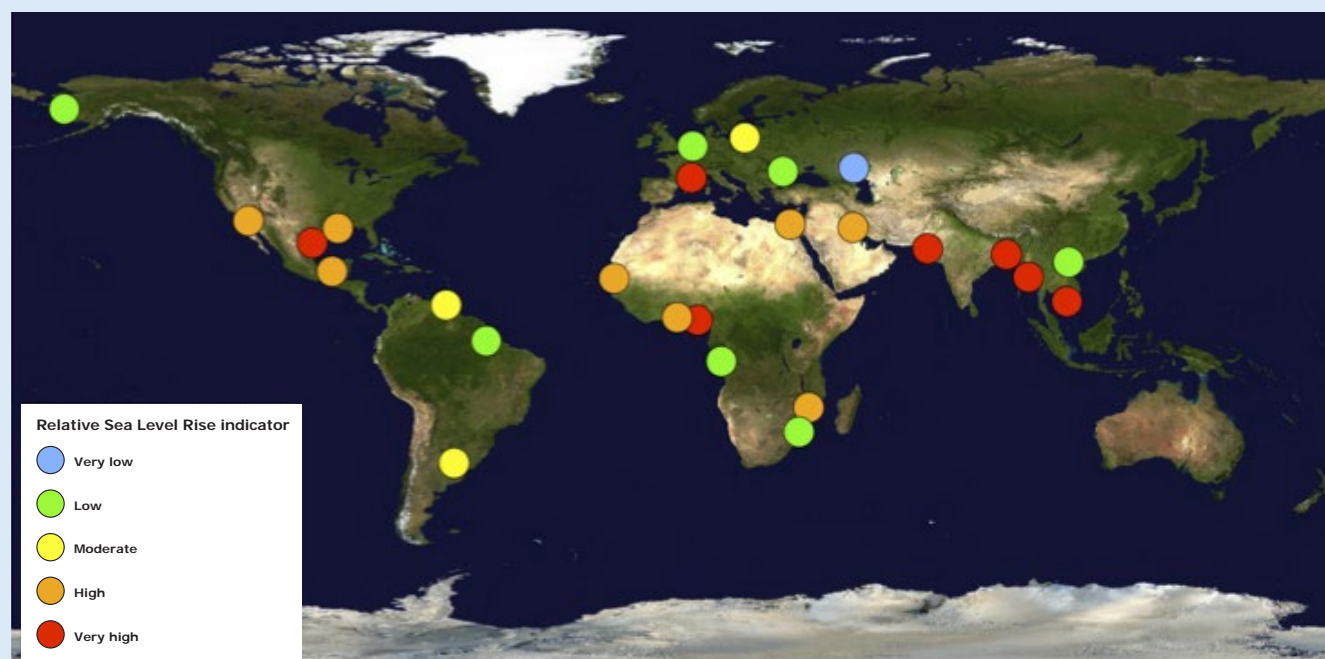 Relative Sea Level Rise indicator
Very low
Low
Moderate
High
Very high